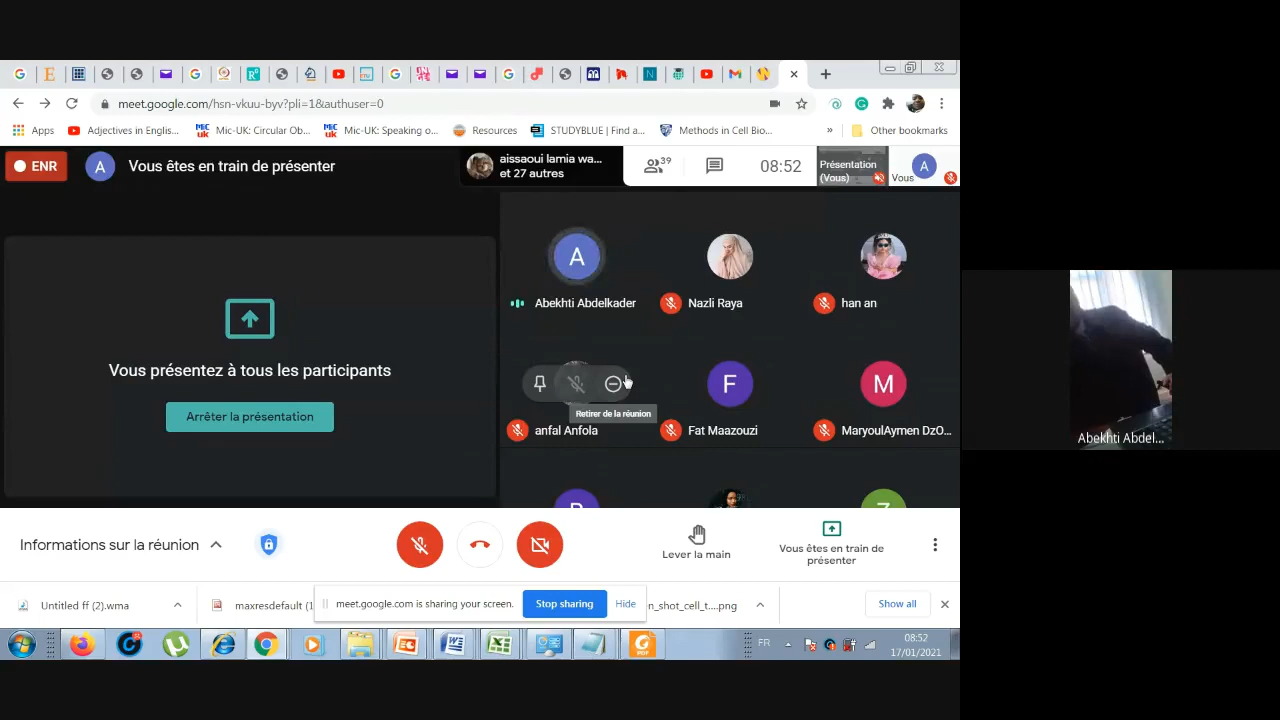 meet.google.com/hsn-vkuu-byv?pli=1&authuser=0
Apps
Adjectives in Englis...
Mic-UK: Circular Ob...
Mic-UK: Speaking o...
Resources
STUDYBLUE | Find a...
Methods in Cell Bio...
»
Other bookmarks
ENR
A
Vous êtes en train de présenter
aissaoui lamia wa...
et 27 autres
39
08:52
Présentation
(Vous)
A
Vous
A
Abekhti Abdelkader
Nazli Raya
han an
Vous présentez à tous les participants
Arrêter la présentation
Retirer de la réunion
anfal Anfola
F
Fat Maazouzi
M
MaryoulAymen DzO...
Abekhti Abdel...
Informations sur la réunion
Lever la main
Vous êtes en train de
présenter
Untitled ff (2).wma
maxresdefault (1
meet.google.com is sharing your screen.
Stop sharing
Hide
n_shot_cell_t....png
Show all
FR
08:52
17/01/2021